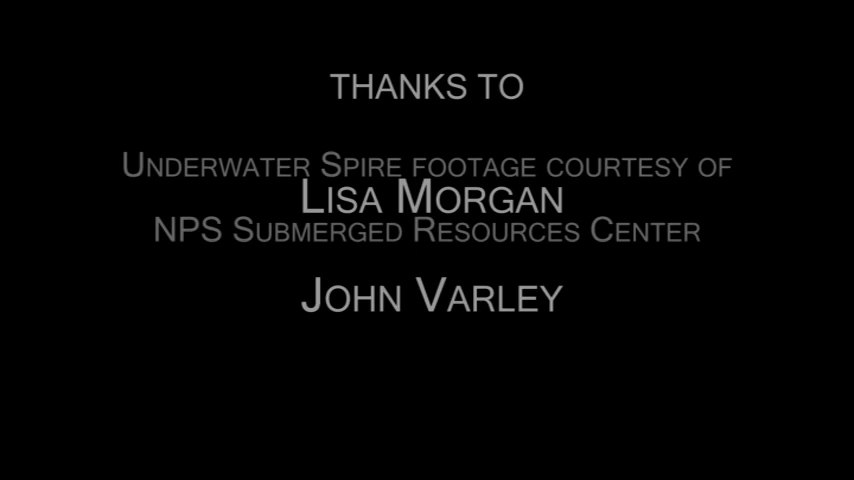 THANKS TO
UNDERWATER SPIRE FOOTAGE COURTESY OF
LISA MORGAN
NPS SUBMERGED RESOURCES CENTER
JOHN VARLEY